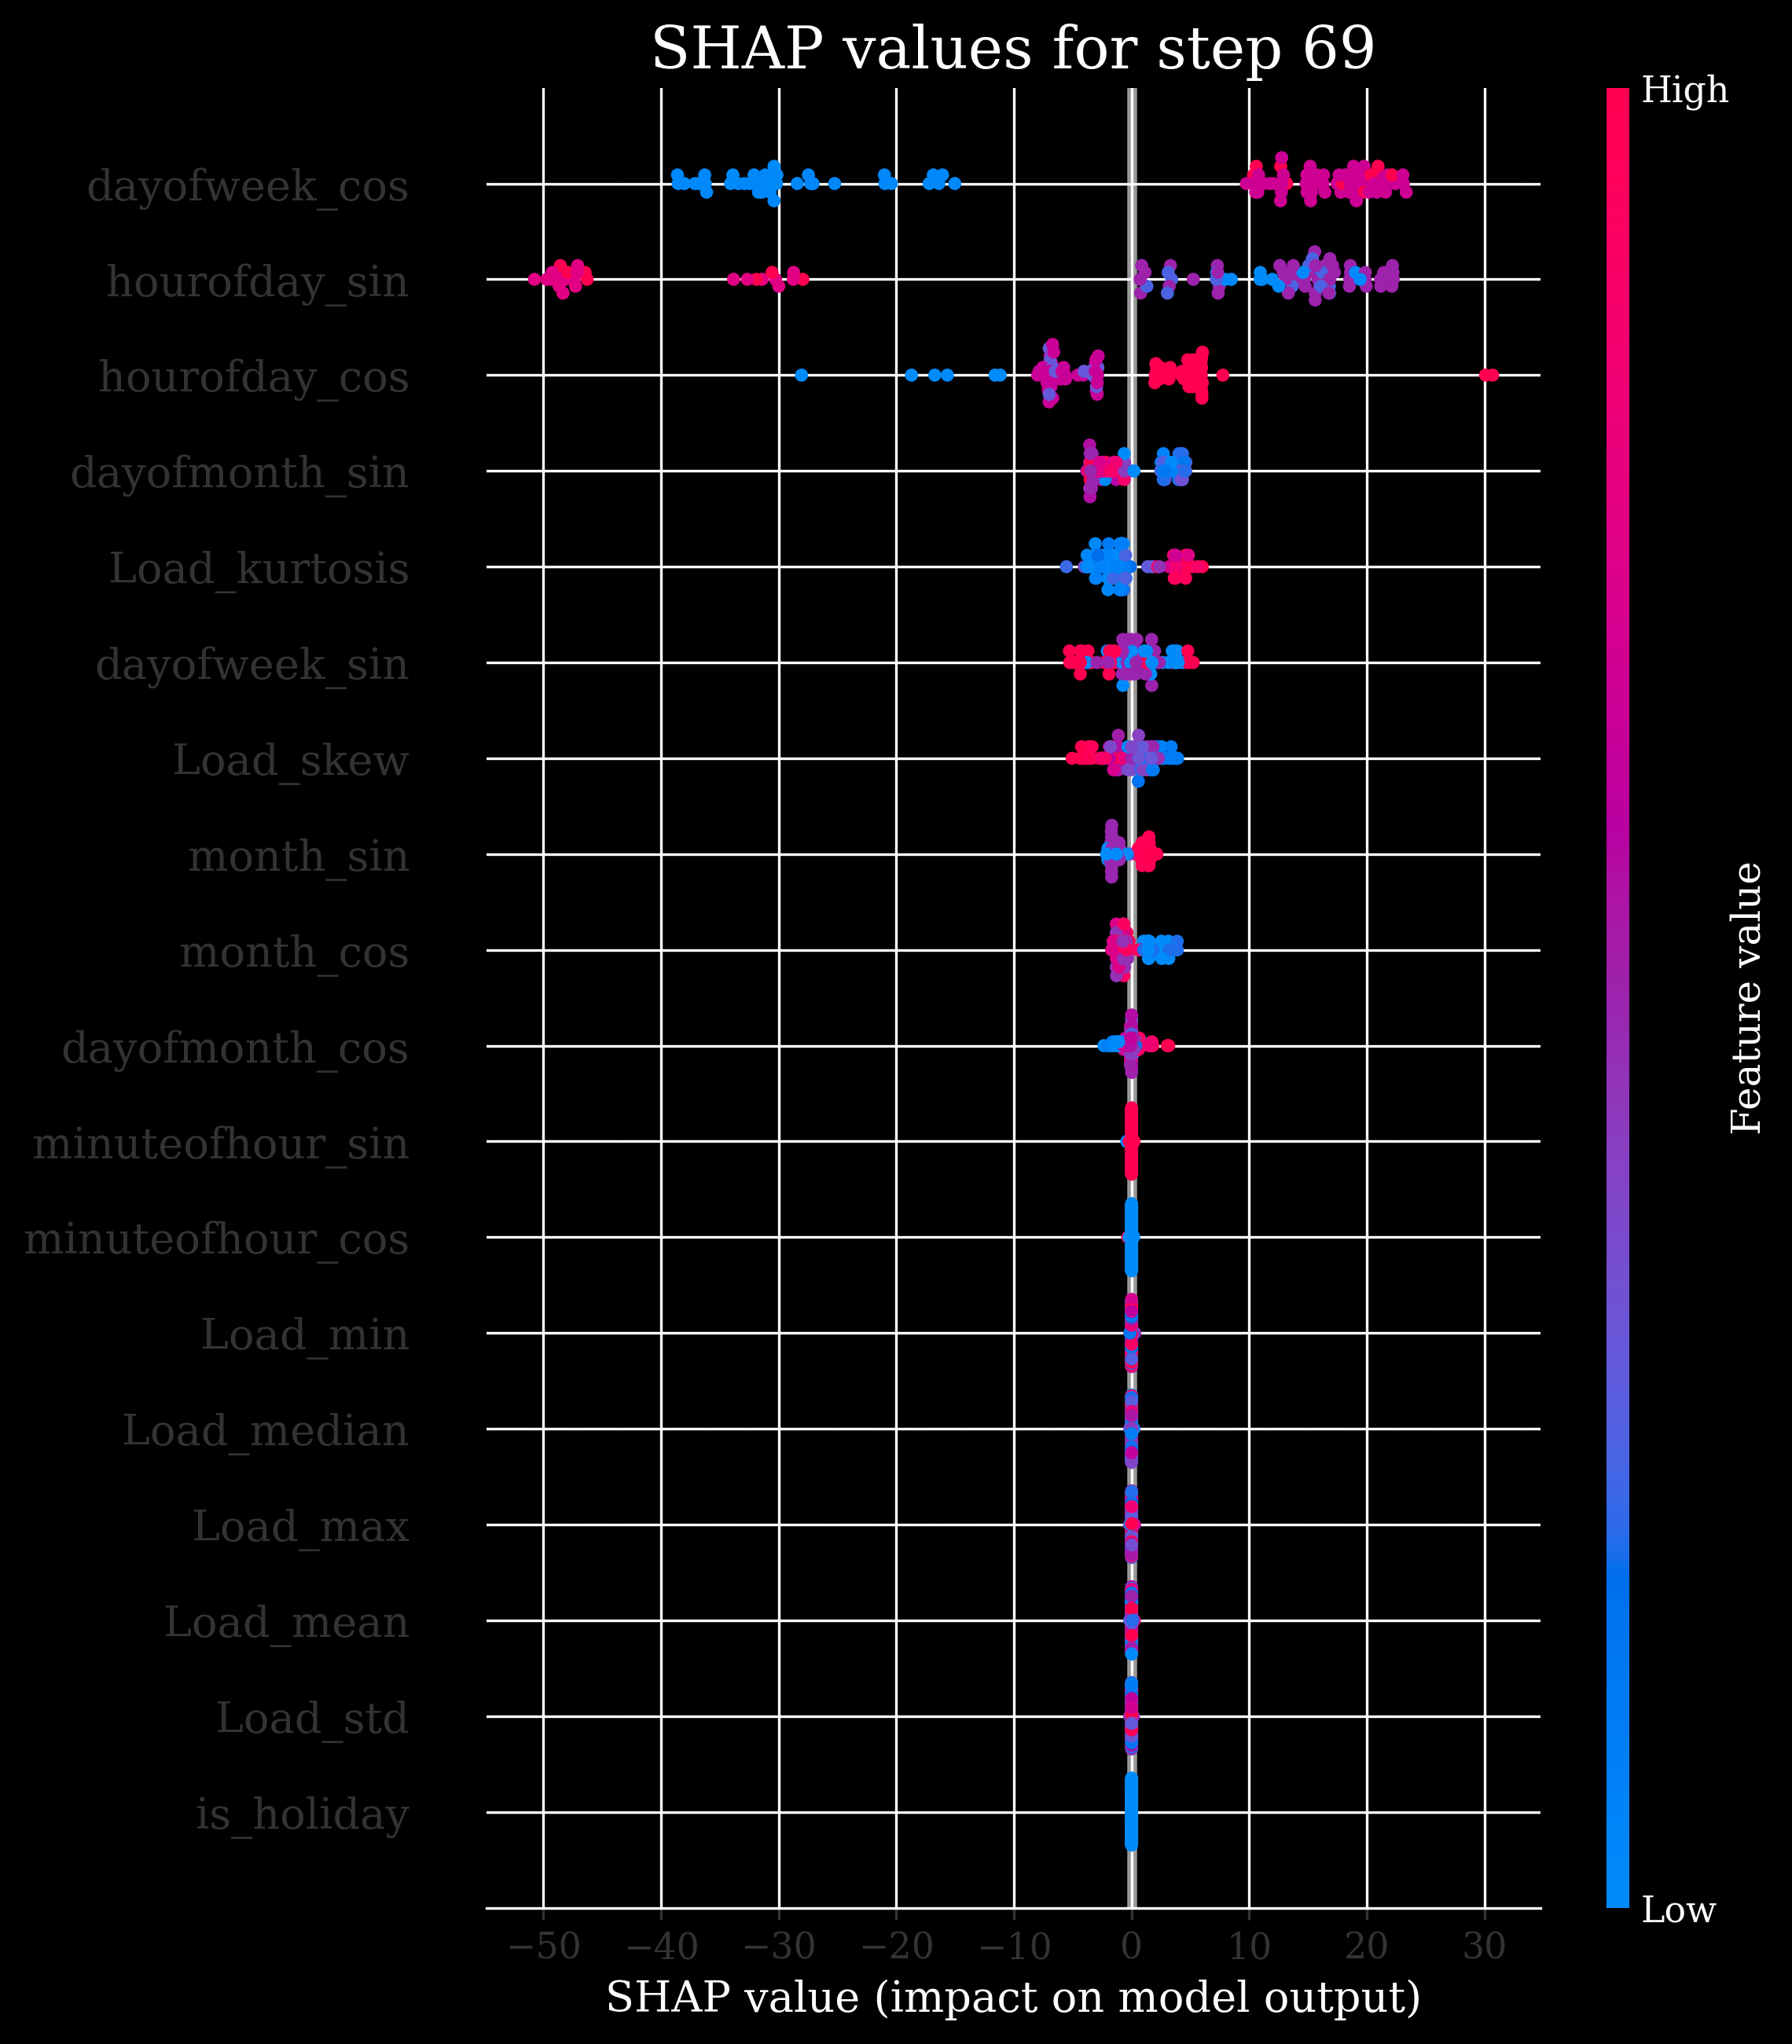 SHAP values for step 69
High
dayofweek_cos
hourofday_sin
hourofday_cos
dayofmonth_sin
Load_kurtosis
dayofweek_sin
Load_skew
month_sin
month_cos
dayofmonth_cos
minuteofhour_sin
minuteofhour_cos
Load_min
Load_median
Load_max
Load_mean
Load_std
is_holiday
Feature value
Low
−50 −40 −30 −20 −10 0 10 20 30
SHAP value (impact on model output)